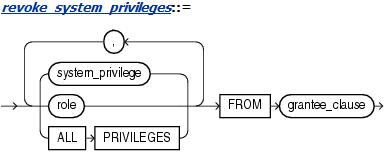 revoke_system_privileges::=
,
system_privilege
role
FROM
grantee_clause
ALL
PRIVILEGES